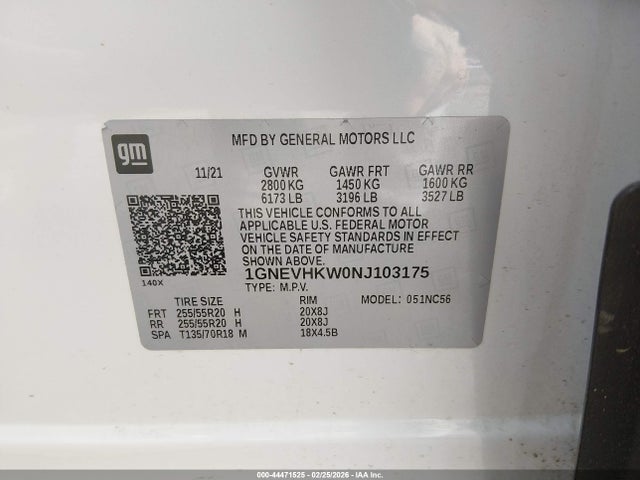 gm
MFD BY GENERAL MOTORS LLC
11/21 GVWR GAWR FRT GAWR RR
2800 KG 1450 KG 1600 KG
6173 LB 3196 LB 3527 LB
THIS VEHICLE CONFORMS TO ALL
APPLICABLE U.S. FEDERAL MOTOR
VEHICLE SAFETY STANDARDS IN EFFECT
ON THE DATE OF MANUFACTURE
SHOWN ABOVE.
1GNEVHKW0NJ103175
140X TYPE: M.P.V.
TIRE SIZE RIM MODEL: 051NC56
FRT 255/55R20 H 20X8J
RR 255/55R20 H 20X8J
SPA T135/70R18 M 18X4.5B
000-44471525 - 02/25/2026 - Copyright IAA, LLC